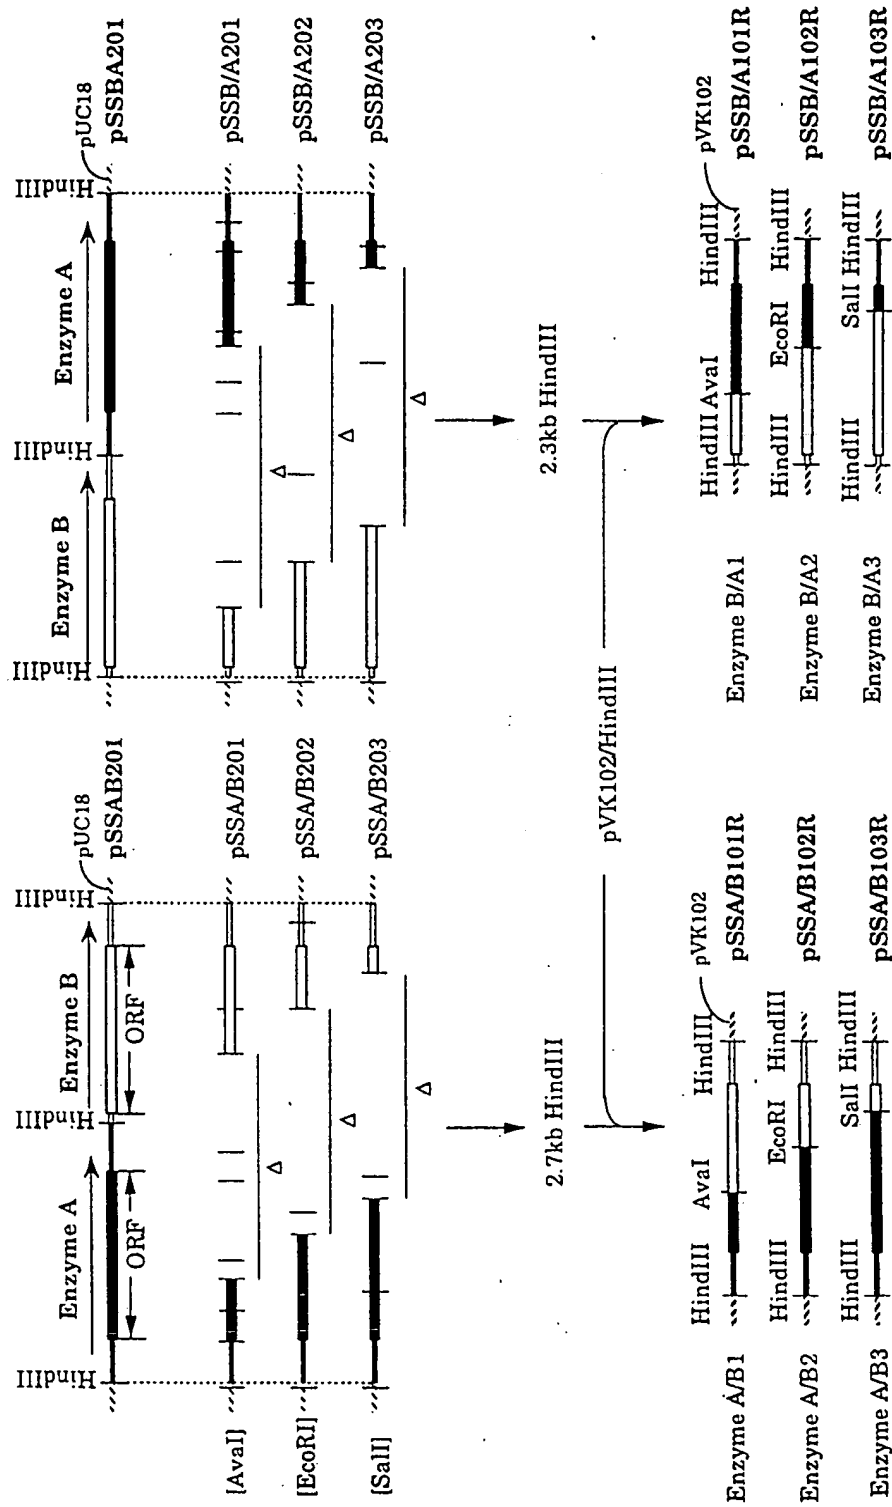 HindIII
Enzyme A
HindIII
Enzyme B
HindIII
pUC18
pSSAB201
ORF
ORF
[AvaI]
pSSA/B201
Δ
[EcoRI]
pSSA/B202
Δ
[SalI]
pSSA/B203
Δ
HindIII
Enzyme B
HindIII
Enzyme A
HindIII
pUC18
pSSBA201
pSSB/A201
Δ
pSSB/A202
Δ
pSSB/A203
Δ
2.7kb HindIII
2.3kb HindIII
pVK102/HindIII
Enzyme A/B1
HindIII
AvaI
HindIII
pVK102
pSSA/B101R
Enzyme A/B2
HindIII
EcoRI
HindIII
pSSA/B102R
Enzyme A/B3
HindIII
SalI
HindIII
pSSA/B103R
Enzyme B/A1
HindIII
AvaI
HindIII
pVK102
pSSB/A101R
Enzyme B/A2
HindIII
EcoRI
HindIII
pSSB/A102R
Enzyme B/A3
HindIII
SalI
HindIII
pSSB/A103R